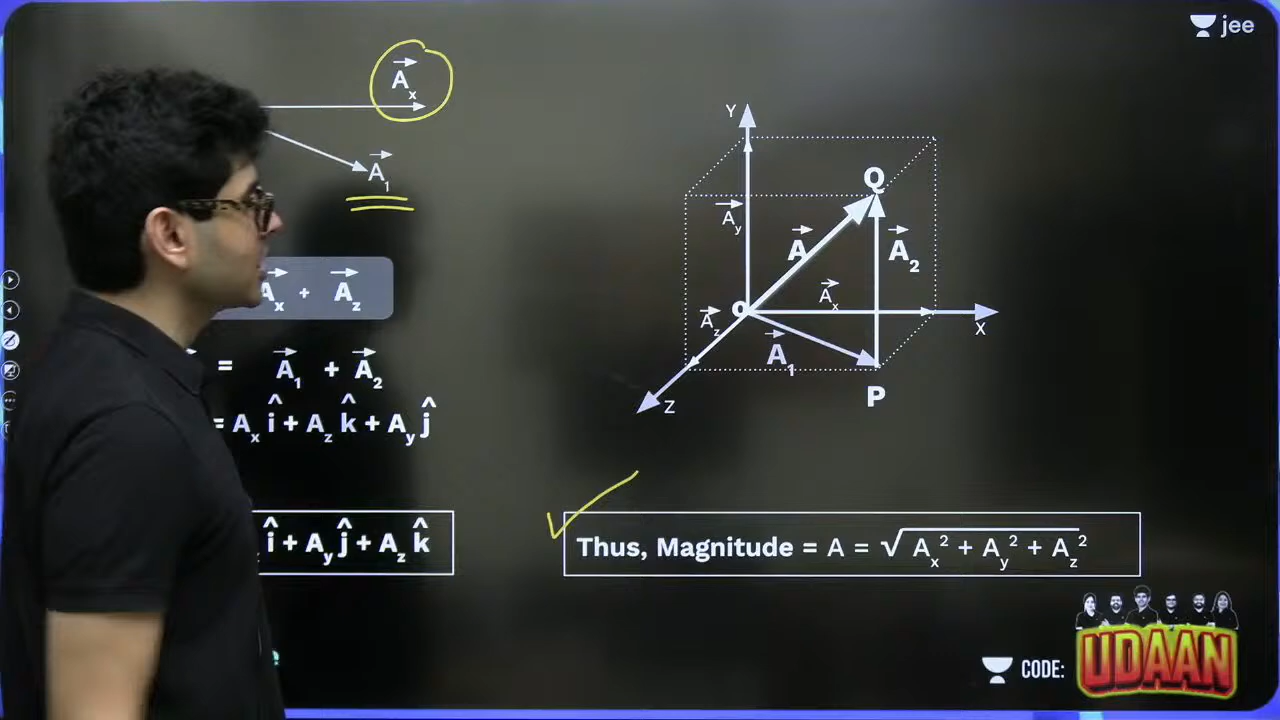 jee
A⃗x
A⃗1
A⃗x + A⃗z
= A⃗1 + A⃗2
= Ax î + Az k̂ + Ay ĵ
î + Ay ĵ + Az k̂
Y
Q
A⃗y
A⃗
A⃗2
A⃗x
O
A⃗z
X
A⃗1
P
Z
Thus, Magnitude = A = √(Ax² + Ay² + Az²)
CODE: UDAAN